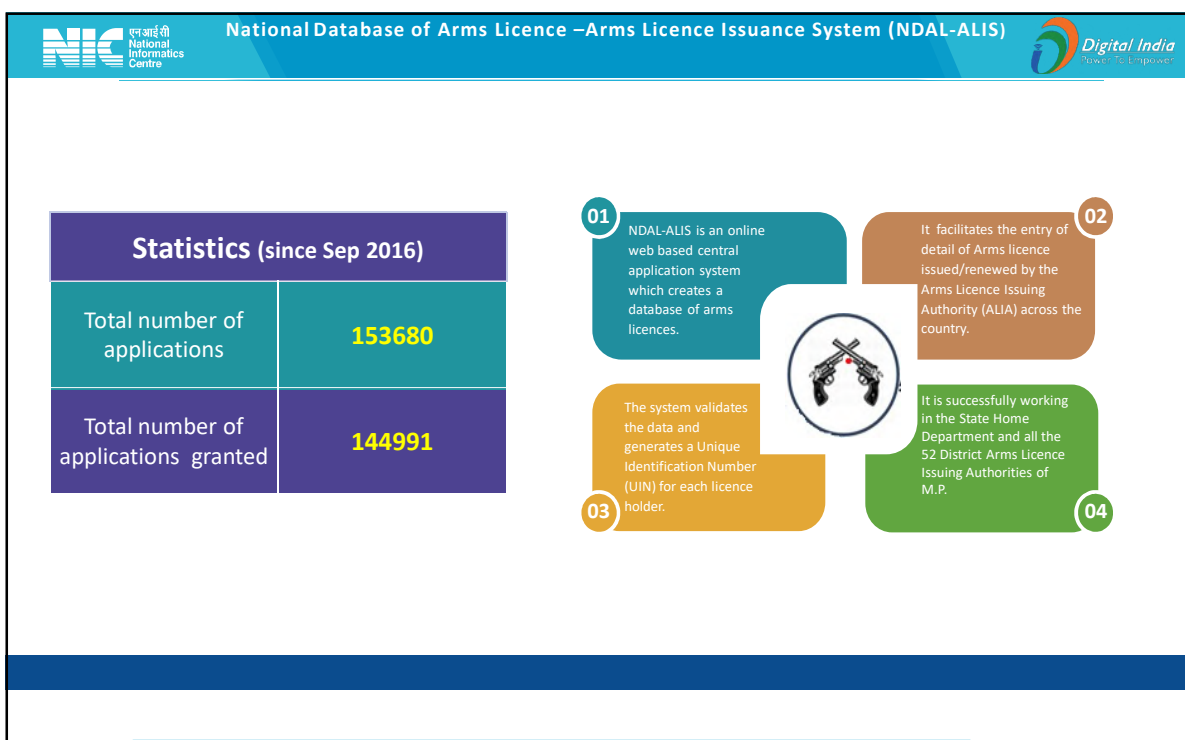 एनआईसी
National
Informatics
Centre
NIC
National Database of Arms Licence –Arms Licence Issuance System (NDAL-ALIS)
Digital India
Power To Empower
Statistics (since Sep 2016)
Total number of
applications
153680
Total number of
applications granted
144991
01
NDAL-ALIS is an online
web based central
application system
which creates a
database of arms
licences.
02
It facilitates the entry of
detail of Arms licence
issued/renewed by the
Arms Licence Issuing
Authority (ALIA) across the
country.
03
The system validates
the data and
generates a Unique
Identification Number
(UIN) for each licence
holder.
It is successfully working
in the State Home
Department and all the
52 District Arms Licence
Issuing Authorities of
M.P.
04